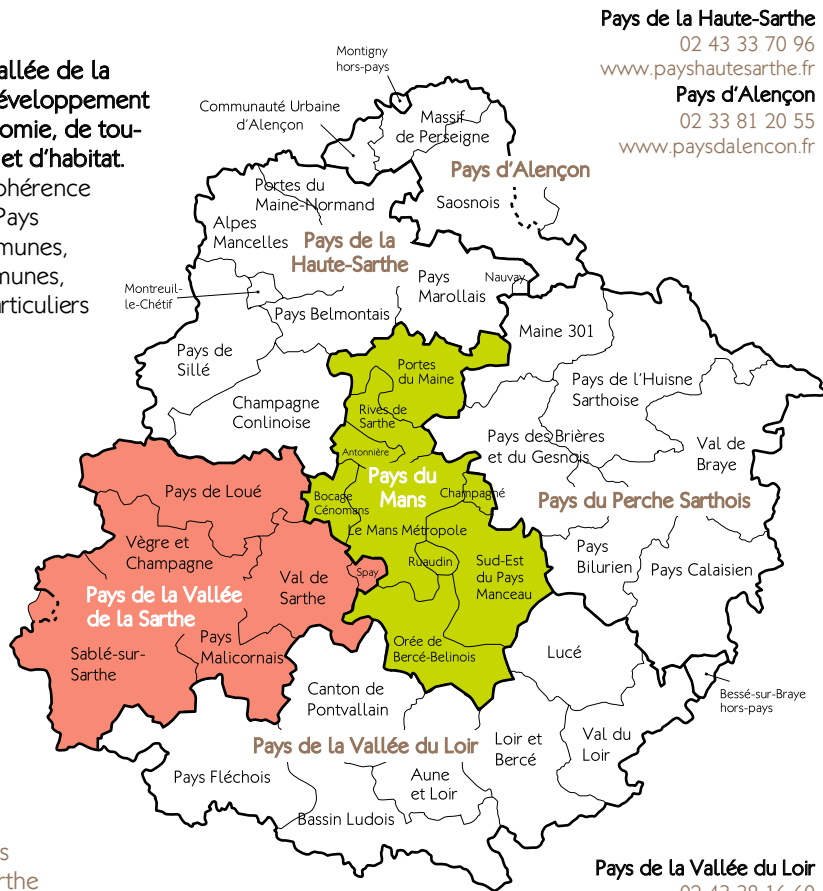 Pays de la Haute-Sarthe
02 43 33 70 96
www.payshautesarthe.fr
Pays d'Alençon
02 33 81 20 55
www.paysdalencon.fr
allée de la
éveloppement
omie, de tou-
et d'habitat.
ohérence
Pays
munes,
munes,
articuliers
Montigny
hors-pays
Communauté Urbaine
d'Alençon
Massif
de Perseigne
Pays d'Alençon
Saosnois
Portes du
Maine-Normand
Alpes
Mancelles
Pays de la
Haute-Sarthe
Pays
Marollais
Nauvay
Montreuil-
le-Chétif
Pays Belmontais
Maine 301
Pays de
Sillé
Portes
du Maine
Pays de l'Huisne
Sarthoise
Champagne
Conlinoise
Rives de
Sarthe
Antonnière
Pays des Brières
et du Gesnois
Val de
Braye
Pays du
Mans
Pays de Loué
Bocage
Cénomans
Champagné
Pays du Perche Sarthois
Le Mans Métropole
Vègre et
Champagne
Ruaudin
Sud-Est
du Pays
Manceau
Pays
Bilurien
Pays Calaisien
Val de
Sarthe
Spay
Pays de la Vallée
de la Sarthe
Pays
Malicornais
Sablé-sur-
Sarthe
Orée de
Bercé-Belinois
Lucé
Canton de
Pontvallain
Bessé-sur-Braye
hors-pays
Pays de la Vallée du Loir
Loir et
Bercé
Val du
Loir
Pays Fléchois
Aune
et Loir
Bassin Ludois
s
rthe
Pays de la Vallée du Loir
02 43 38 16 60